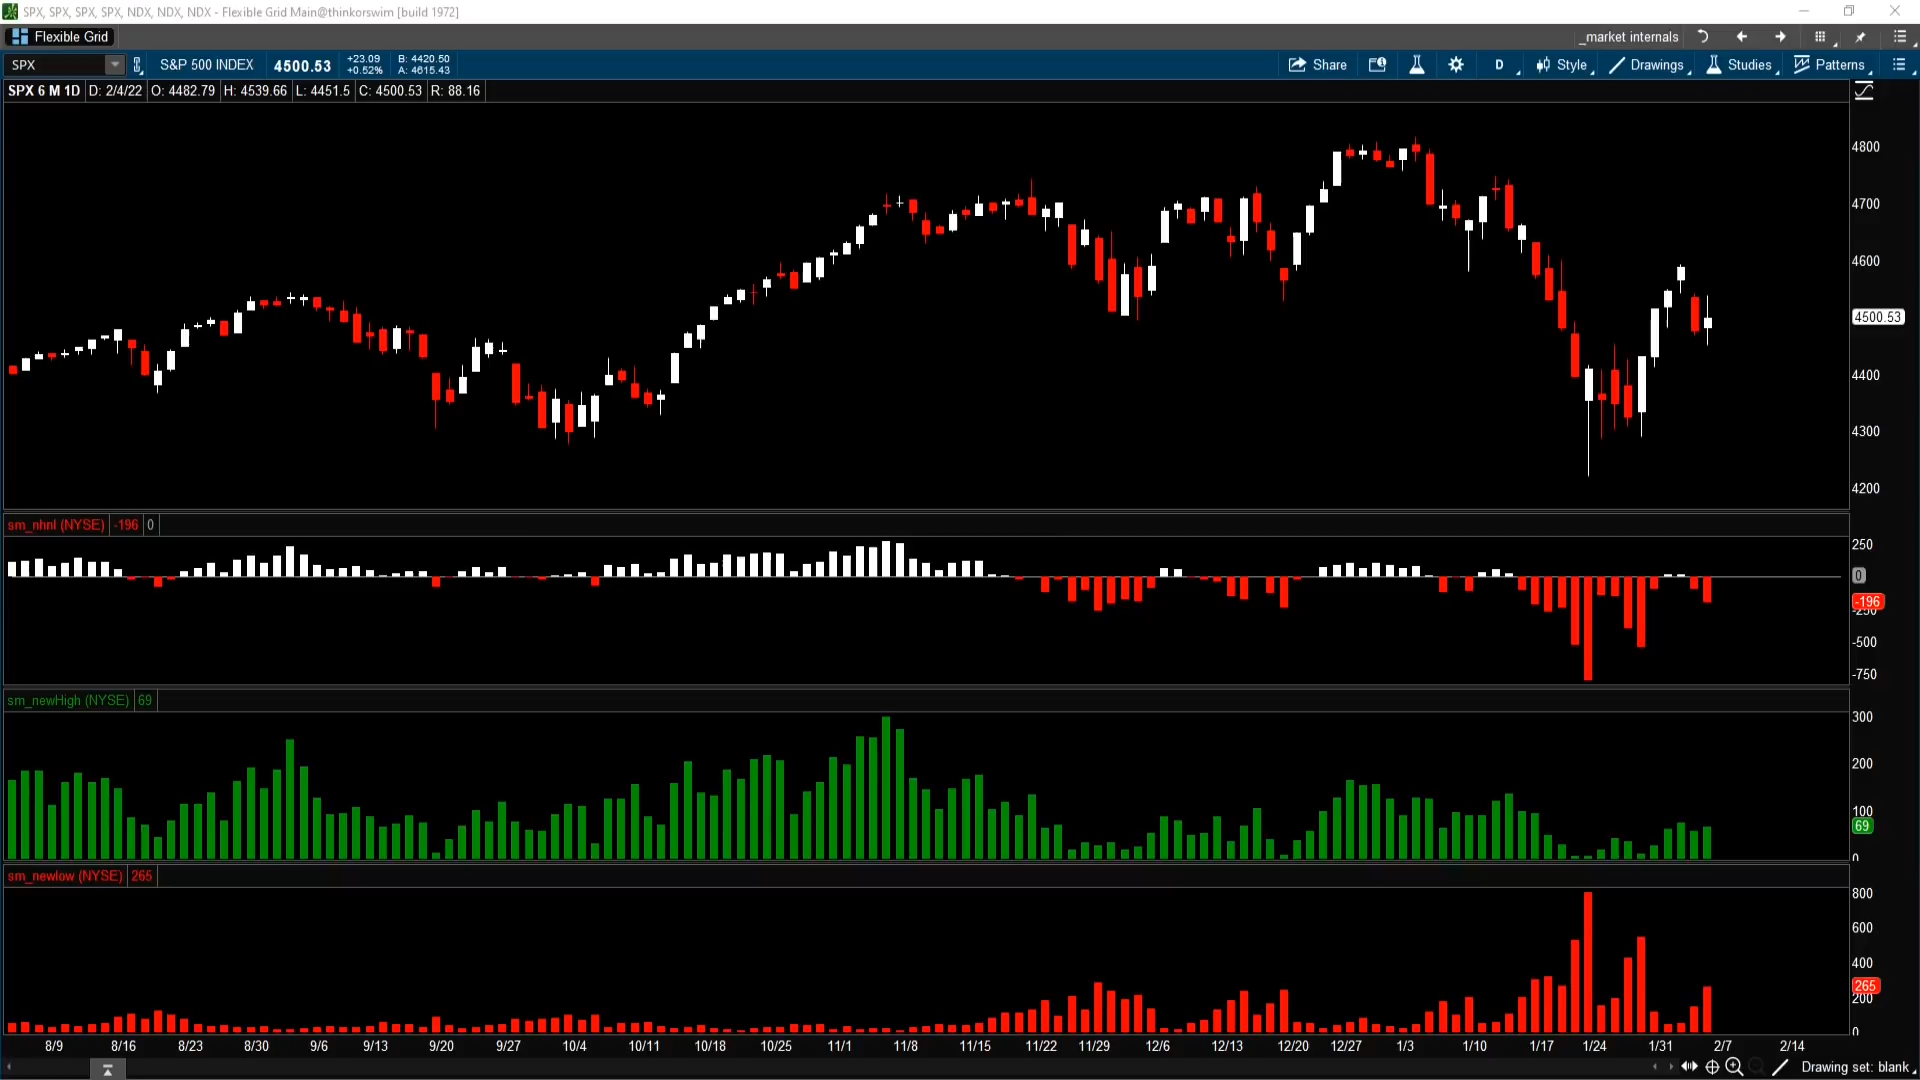 SPX, SPX, SPX, SPX, NDX, NDX, NDX - Flexible Grid Main@thinkorswim [build 1972]
Flexible Grid
_market internals
SPX
S&P 500 INDEX
4500.53
+23.09
+0.52%
B: 4420.50
A: 4615.43
Share
D
Style
Drawings
Studies
Patterns
SPX 6 M 1D D: 2/4/22 O: 4482.79 H: 4539.66 L: 4451.5 C: 4500.53 R: 88.16
4800
4700
4600
4500.53
4400
4300
4200
sm_nhnl (NYSE) -196 0
250
0
-196
-250
-500
-750
sm_newHigh (NYSE) 69
300
200
100
69
0
sm_newlow (NYSE) 265
800
600
400
265
200
0
8/9 8/16 8/23 8/30 9/6 9/13 9/20 9/27 10/4 10/11 10/18 10/25 11/1 11/8 11/15 11/22 11/29 12/6 12/13 12/20 12/27 1/3 1/10 1/17 1/24 1/31 2/7 2/14
Drawing set: blank